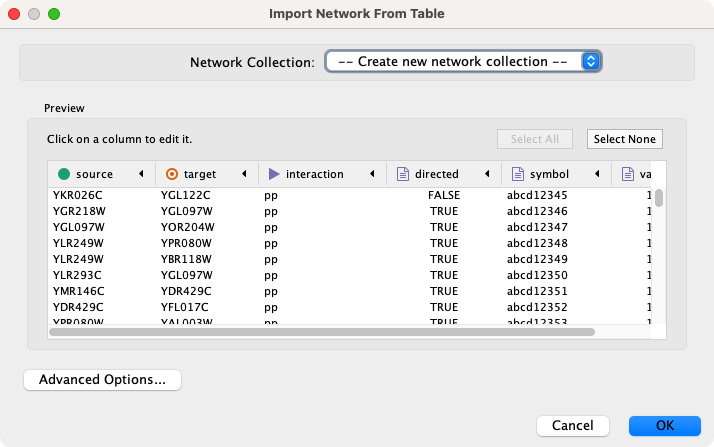 Import Network From Table
Network Collection: -- Create new network collection --
Preview
Click on a column to edit it. Select All Select None
source target interaction directed symbol va
YKR026C YGL122C pp FALSE abcd12345 1
YGR218W YGL097W pp TRUE abcd12346 1
YGL097W YOR204W pp TRUE abcd12347 1
YLR249W YPR080W pp TRUE abcd12348 1
YLR249W YBR118W pp TRUE abcd12349 1
YLR293C YGL097W pp TRUE abcd12350 1
YMR146C YDR429C pp TRUE abcd12351 1
YDR429C YFL017C pp TRUE abcd12352 1
YPR080W YAL003W pp TRUE abcd12353 1
Advanced Options...
Cancel OK